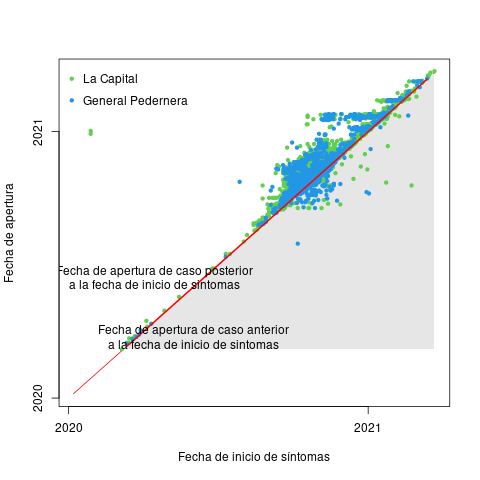 La Capital
General Pedernera
2021
Fecha de apertura
Fecha de apertura de caso posterior
a la fecha de inicio de síntomas
Fecha de apertura de caso anterior
a la fecha de inicio de síntomas
2020
2020
2021
Fecha de inicio de síntomas